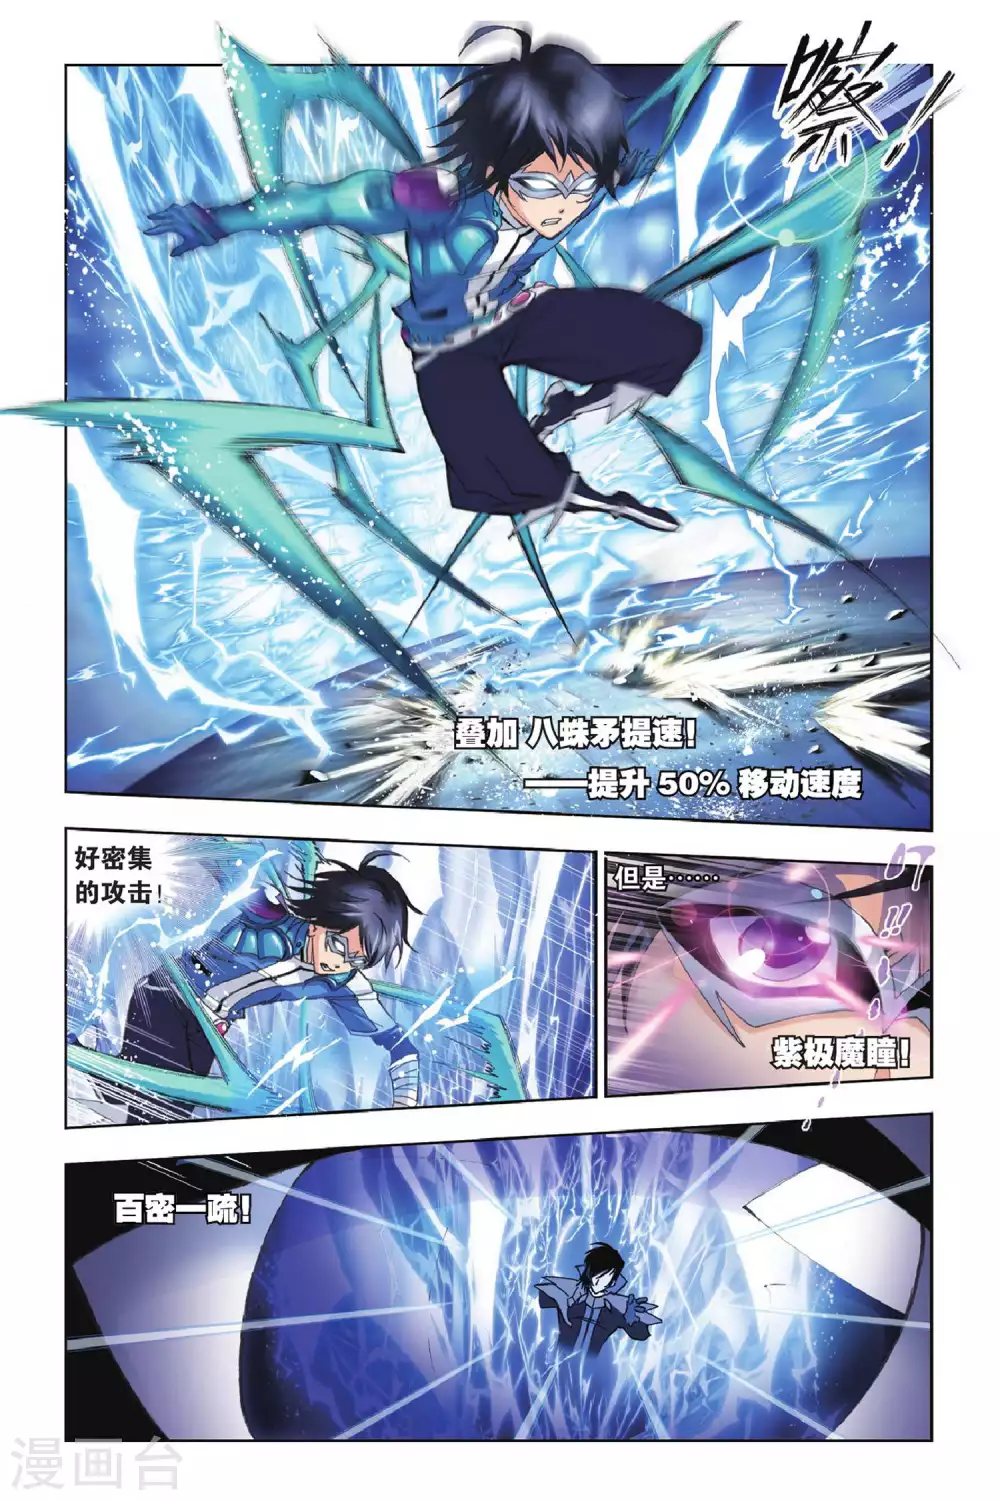 嚓！
叠加 八蛛矛提速！
——提升 50% 移动速度
好密集
的攻击！
但是……
叮!!
紫极魔瞳！
百密一疏！
漫画台